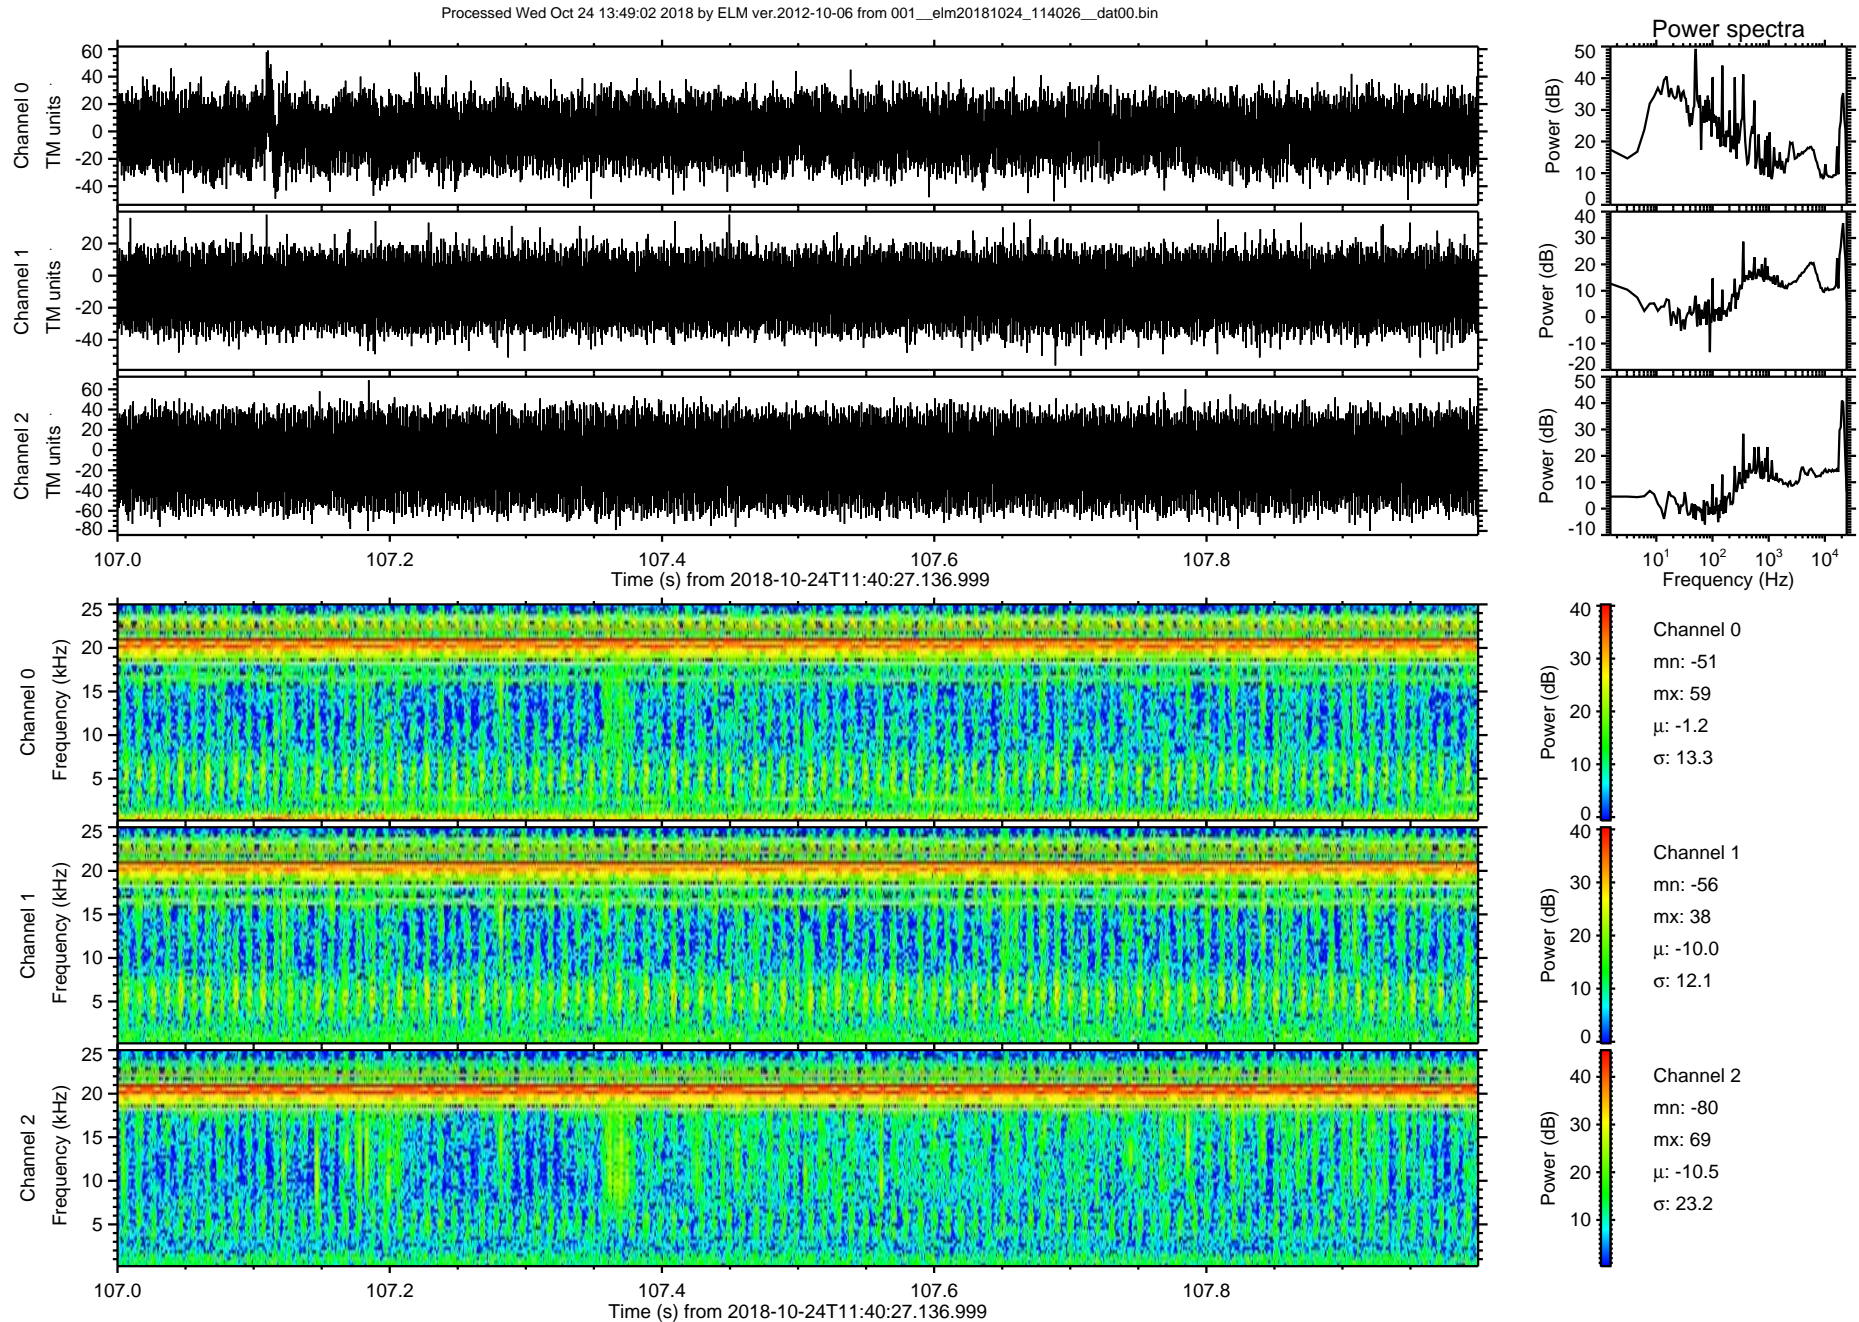 Processed Wed Oct 24 13:49:02 2018 by ELM ver.2012-10-06 from 001__elm20181024_114026__dat00.bin
Power spectra
Channel 0
TM units
60
40
20
0
-20
-40
Power (dB)
50
40
30
20
10
0
Channel 1
TM units
20
0
-20
-40
Power (dB)
40
30
20
10
0
-10
-20
Channel 2
TM units
60
40
20
0
-20
-40
-60
-80
Power (dB)
50
40
30
20
10
0
-10
107.0 107.2 107.4 107.6 107.8
Time (s) from 2018-10-24T11:40:27.136.999
10¹ 10² 10³ 10⁴
Frequency (Hz)
Channel 0
Frequency (kHz)
25
20
15
10
5
Power (dB)
40
30
20
10
0
Channel 0
mn: -51
mx: 59
μ: -1.2
σ: 13.3
Channel 1
Frequency (kHz)
25
20
15
10
5
Power (dB)
40
30
20
10
0
Channel 1
mn: -56
mx: 38
μ: -10.0
σ: 12.1
Channel 2
Frequency (kHz)
25
20
15
10
5
Power (dB)
40
30
20
10
Channel 2
mn: -80
mx: 69
μ: -10.5
σ: 23.2
107.0 107.2 107.4 107.6 107.8
Time (s) from 2018-10-24T11:40:27.136.999